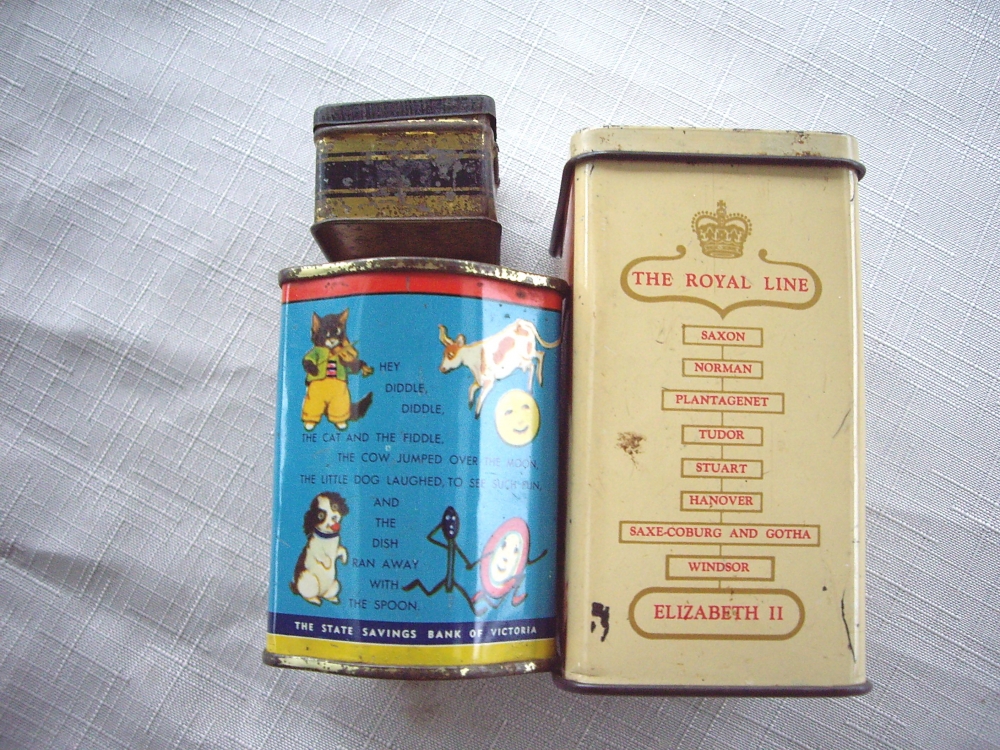 HEY
DIDDLE,
DIDDLE,
THE CAT AND THE FIDDLE,
THE COW JUMPED OVER THE MOON,
THE LITTLE DOG LAUGHED, TO SEE SUCH FUN,
AND
THE
DISH
RAN AWAY
WITH
THE SPOON.
THE STATE SAVINGS BANK OF VICTORIA
THE ROYAL LINE
SAXON
NORMAN
PLANTAGENET
TUDOR
STUART
HANOVER
SAXE-COBURG AND GOTHA
WINDSOR
ELIZABETH II